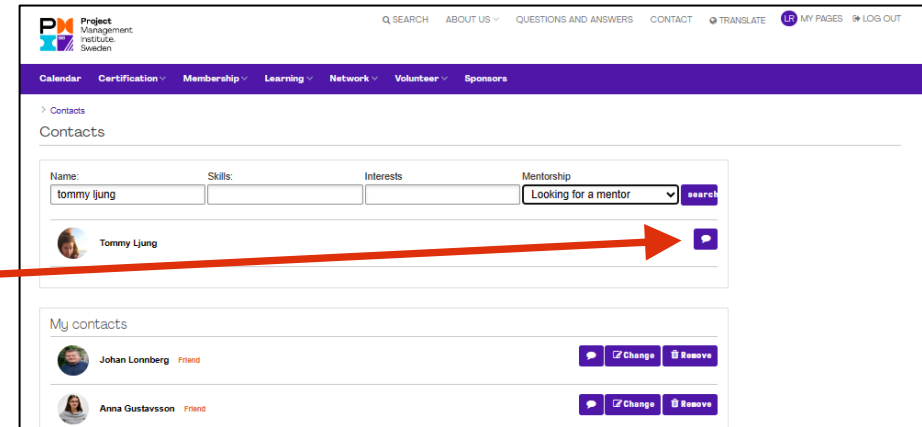 Project
Management
Institute.
Sweden
SEARCH ABOUT US QUESTIONS AND ANSWERS CONTACT TRANSLATE LR MY PAGES LOG OUT
Calendar Certification Membership Learning Network Volunteer Sponsors
> Contacts
Contacts
Name: Skills: Interests Mentorship
tommy ljung Looking for a mentor search
Tommy Ljung
My contacts
Johan Lonnberg Friend Change Remove
Anna Gustavsson Friend Change Remove